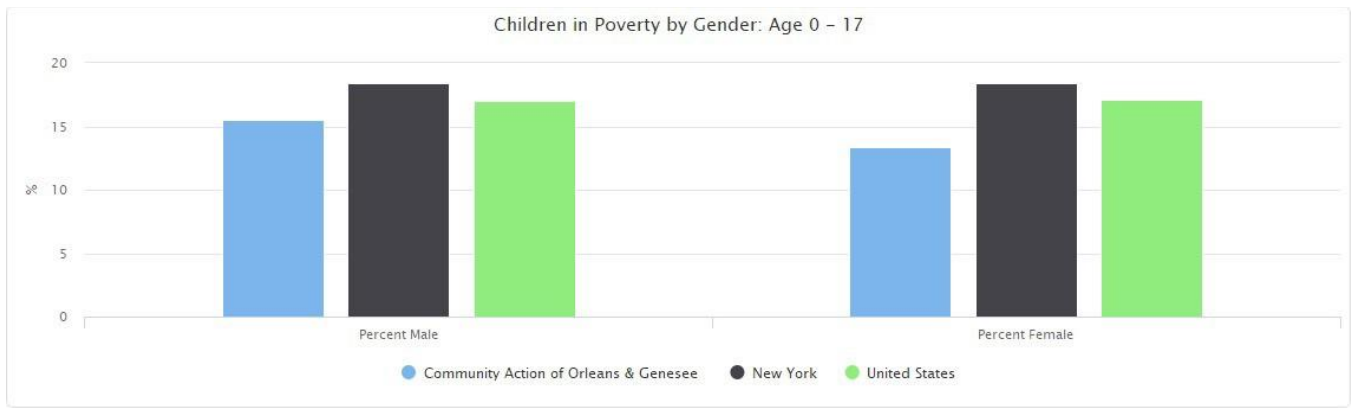 Children in Poverty by Gender: Age 0 – 17
20
15
10
5
0
%
Percent Male
Percent Female
Community Action of Orleans & Genesee
New York
United States